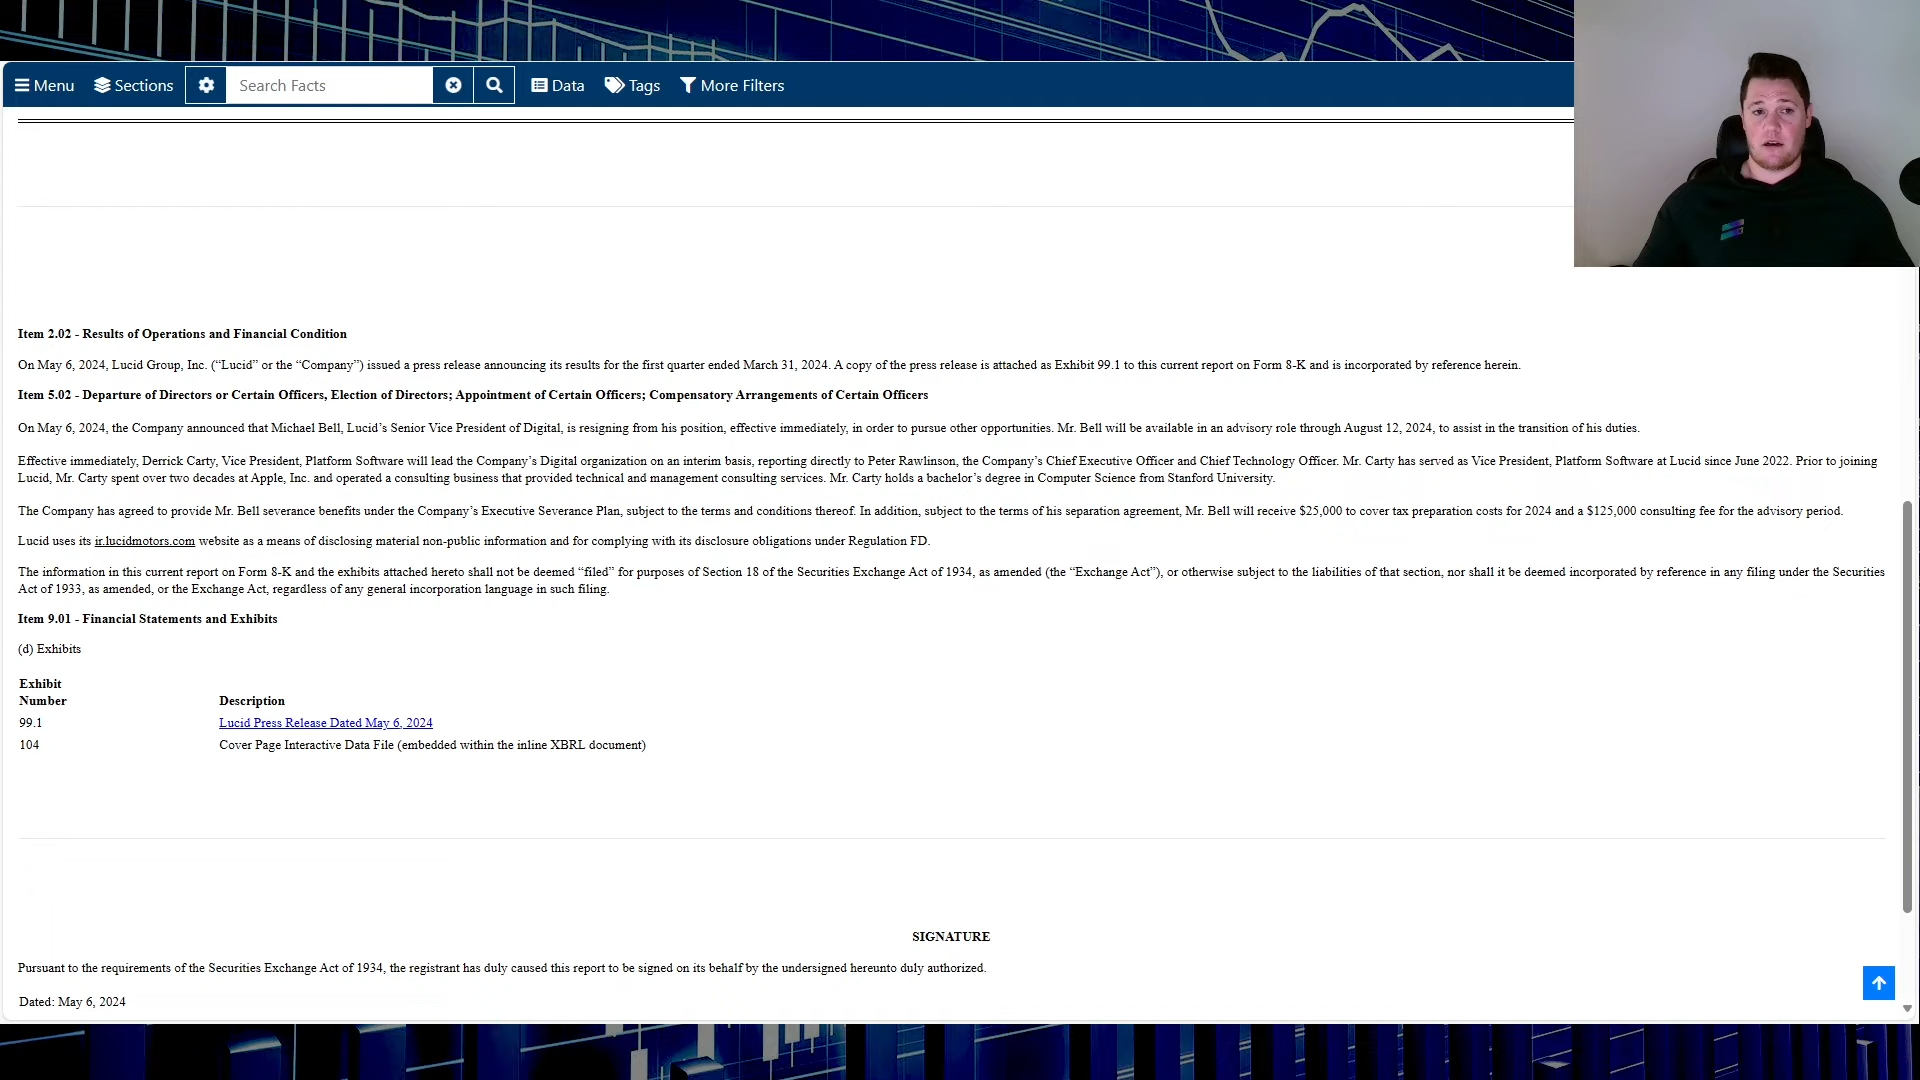 Menu Sections Search Facts Data Tags More Filters
Item 2.02 - Results of Operations and Financial Condition
On May 6, 2024, Lucid Group, Inc. (“Lucid” or the “Company”) issued a press release announcing its results for the first quarter ended March 31, 2024. A copy of the press release is attached as Exhibit 99.1 to this current report on Form 8-K and is incorporated by reference herein.
Item 5.02 - Departure of Directors or Certain Officers, Election of Directors; Appointment of Certain Officers; Compensatory Arrangements of Certain Officers
On May 6, 2024, the Company announced that Michael Bell, Lucid’s Senior Vice President of Digital, is resigning from his position, effective immediately, in order to pursue other opportunities. Mr. Bell will be available in an advisory role through August 12, 2024, to assist in the transition of his duties.
Effective immediately, Derrick Carty, Vice President, Platform Software will lead the Company’s Digital organization on an interim basis, reporting directly to Peter Rawlinson, the Company’s Chief Executive Officer and Chief Technology Officer. Mr. Carty has served as Vice President, Platform Software at Lucid since June 2022. Prior to joining
Lucid, Mr. Carty spent over two decades at Apple, Inc. and operated a consulting business that provided technical and management consulting services. Mr. Carty holds a bachelor’s degree in Computer Science from Stanford University.
The Company has agreed to provide Mr. Bell severance benefits under the Company’s Executive Severance Plan, subject to the terms and conditions thereof. In addition, subject to the terms of his separation agreement, Mr. Bell will receive $25,000 to cover tax preparation costs for 2024 and a $125,000 consulting fee for the advisory period.
Lucid uses its ir.lucidmotors.com website as a means of disclosing material non-public information and for complying with its disclosure obligations under Regulation FD.
The information in this current report on Form 8-K and the exhibits attached hereto shall not be deemed “filed” for purposes of Section 18 of the Securities Exchange Act of 1934, as amended (the “Exchange Act”), or otherwise subject to the liabilities of that section, nor shall it be deemed incorporated by reference in any filing under the Securities
Act of 1933, as amended, or the Exchange Act, regardless of any general incorporation language in such filing.
Item 9.01 - Financial Statements and Exhibits
(d) Exhibits
Exhibit
Number Description
99.1 Lucid Press Release Dated May 6, 2024
104 Cover Page Interactive Data File (embedded within the inline XBRL document)
SIGNATURE
Pursuant to the requirements of the Securities Exchange Act of 1934, the registrant has duly caused this report to be signed on its behalf by the undersigned hereunto duly authorized.
Dated: May 6, 2024